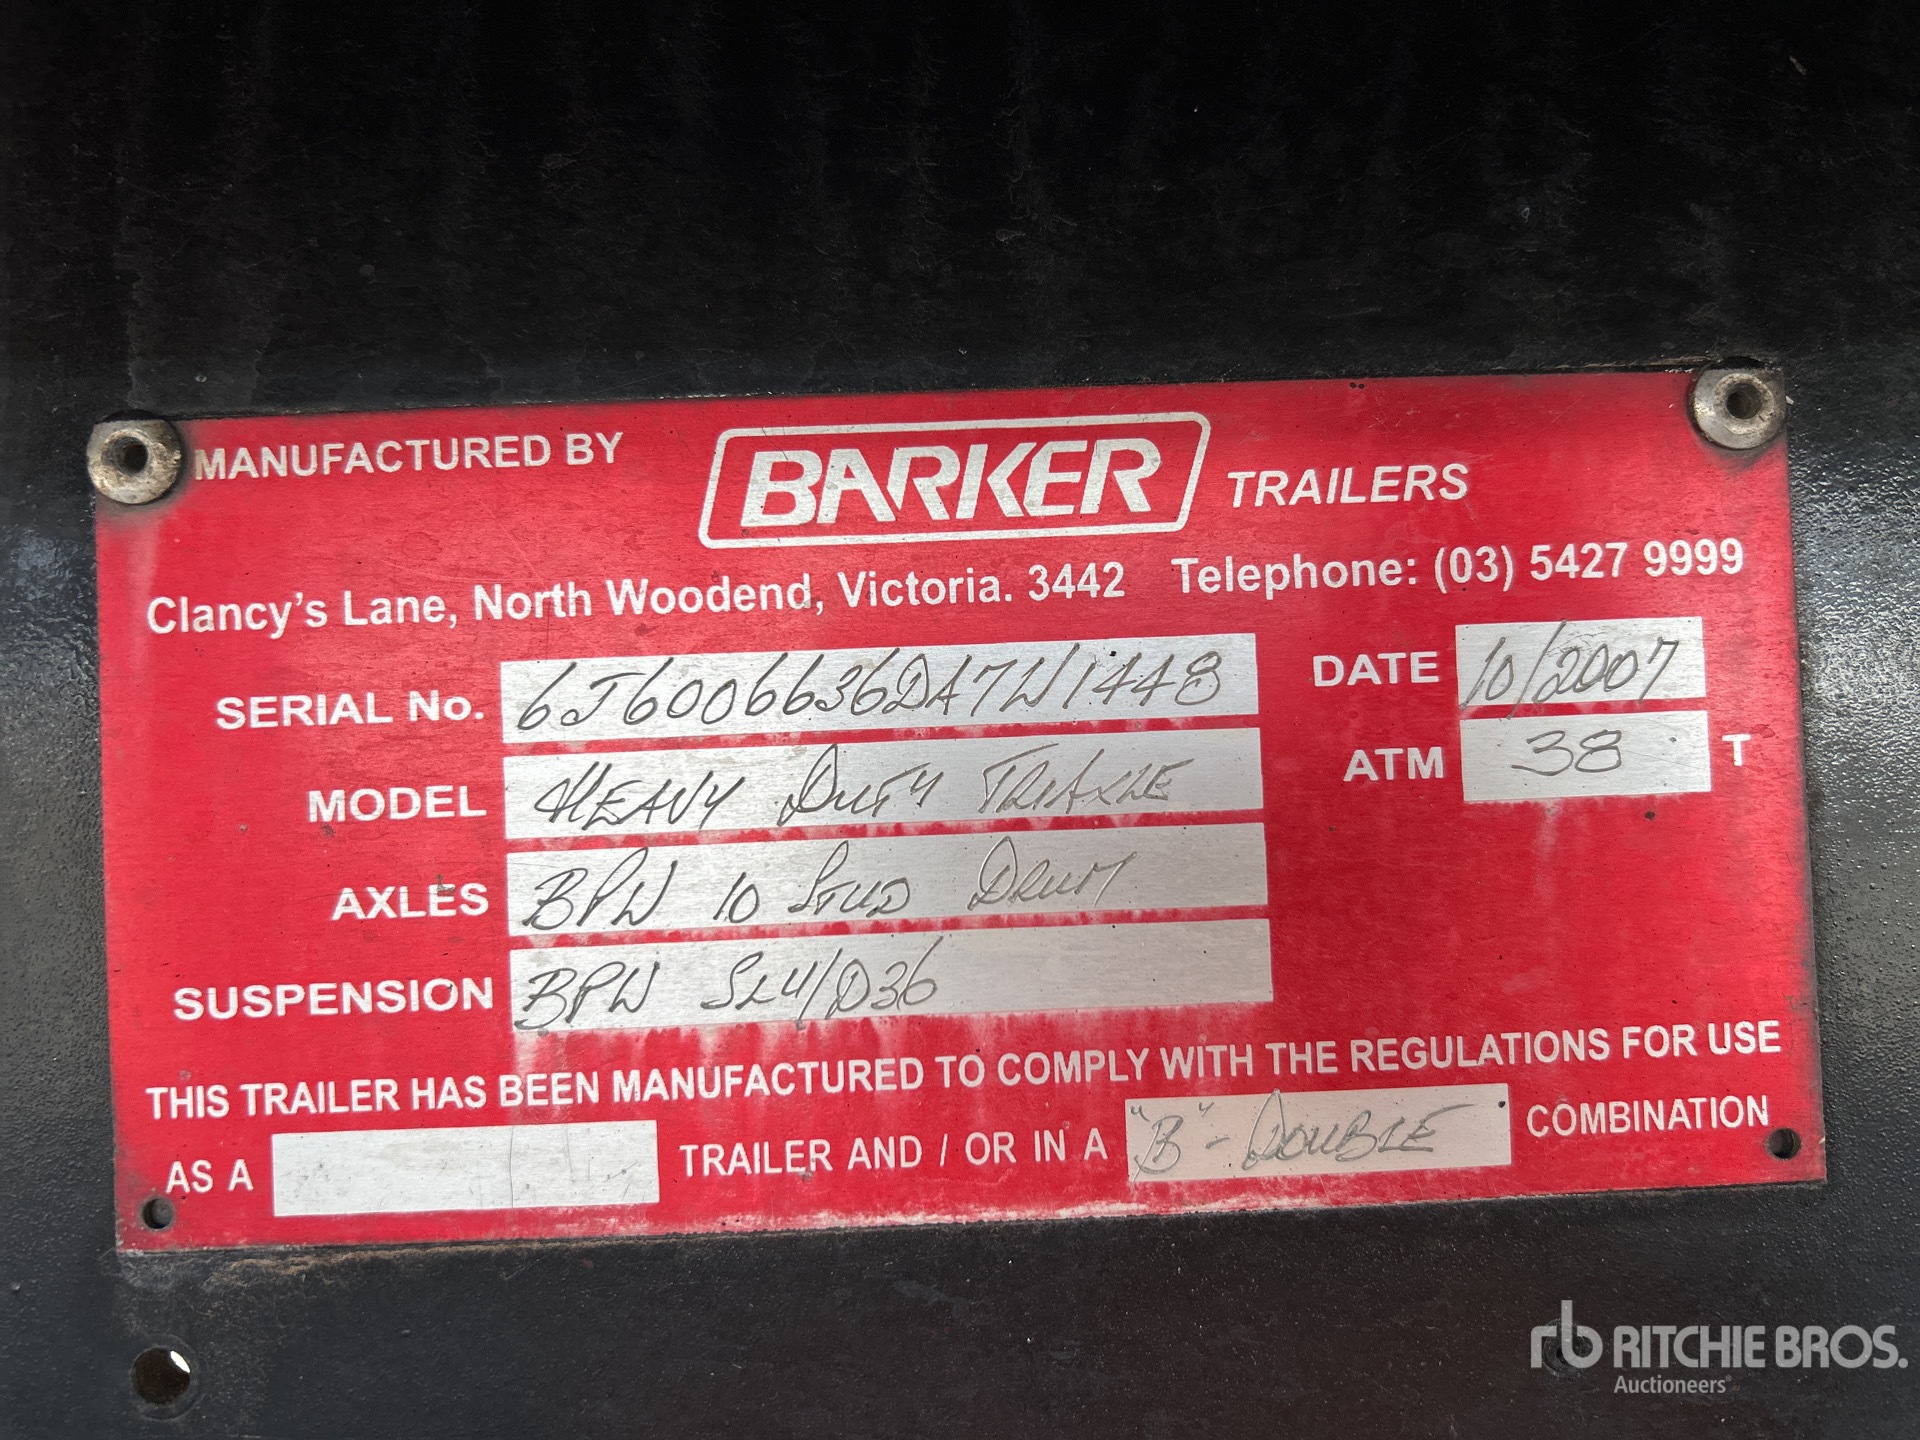 MANUFACTURED BY BARKER TRAILERS
Clancy's Lane, North Woodend, Victoria. 3442 Telephone: (03) 5427 9999
SERIAL No. 6J6006636DA7W1448 DATE 10/2007
MODEL HEAVY DUTY TRIAXLE ATM 38 T
AXLES BPW 10 STUD DRUM
SUSPENSION BPW SL4/D36
THIS TRAILER HAS BEEN MANUFACTURED TO COMPLY WITH THE REGULATIONS FOR USE
AS A TRAILER AND / OR IN A "B" - DOUBLE COMBINATION
rb RITCHIE BROS.
Auctioneers